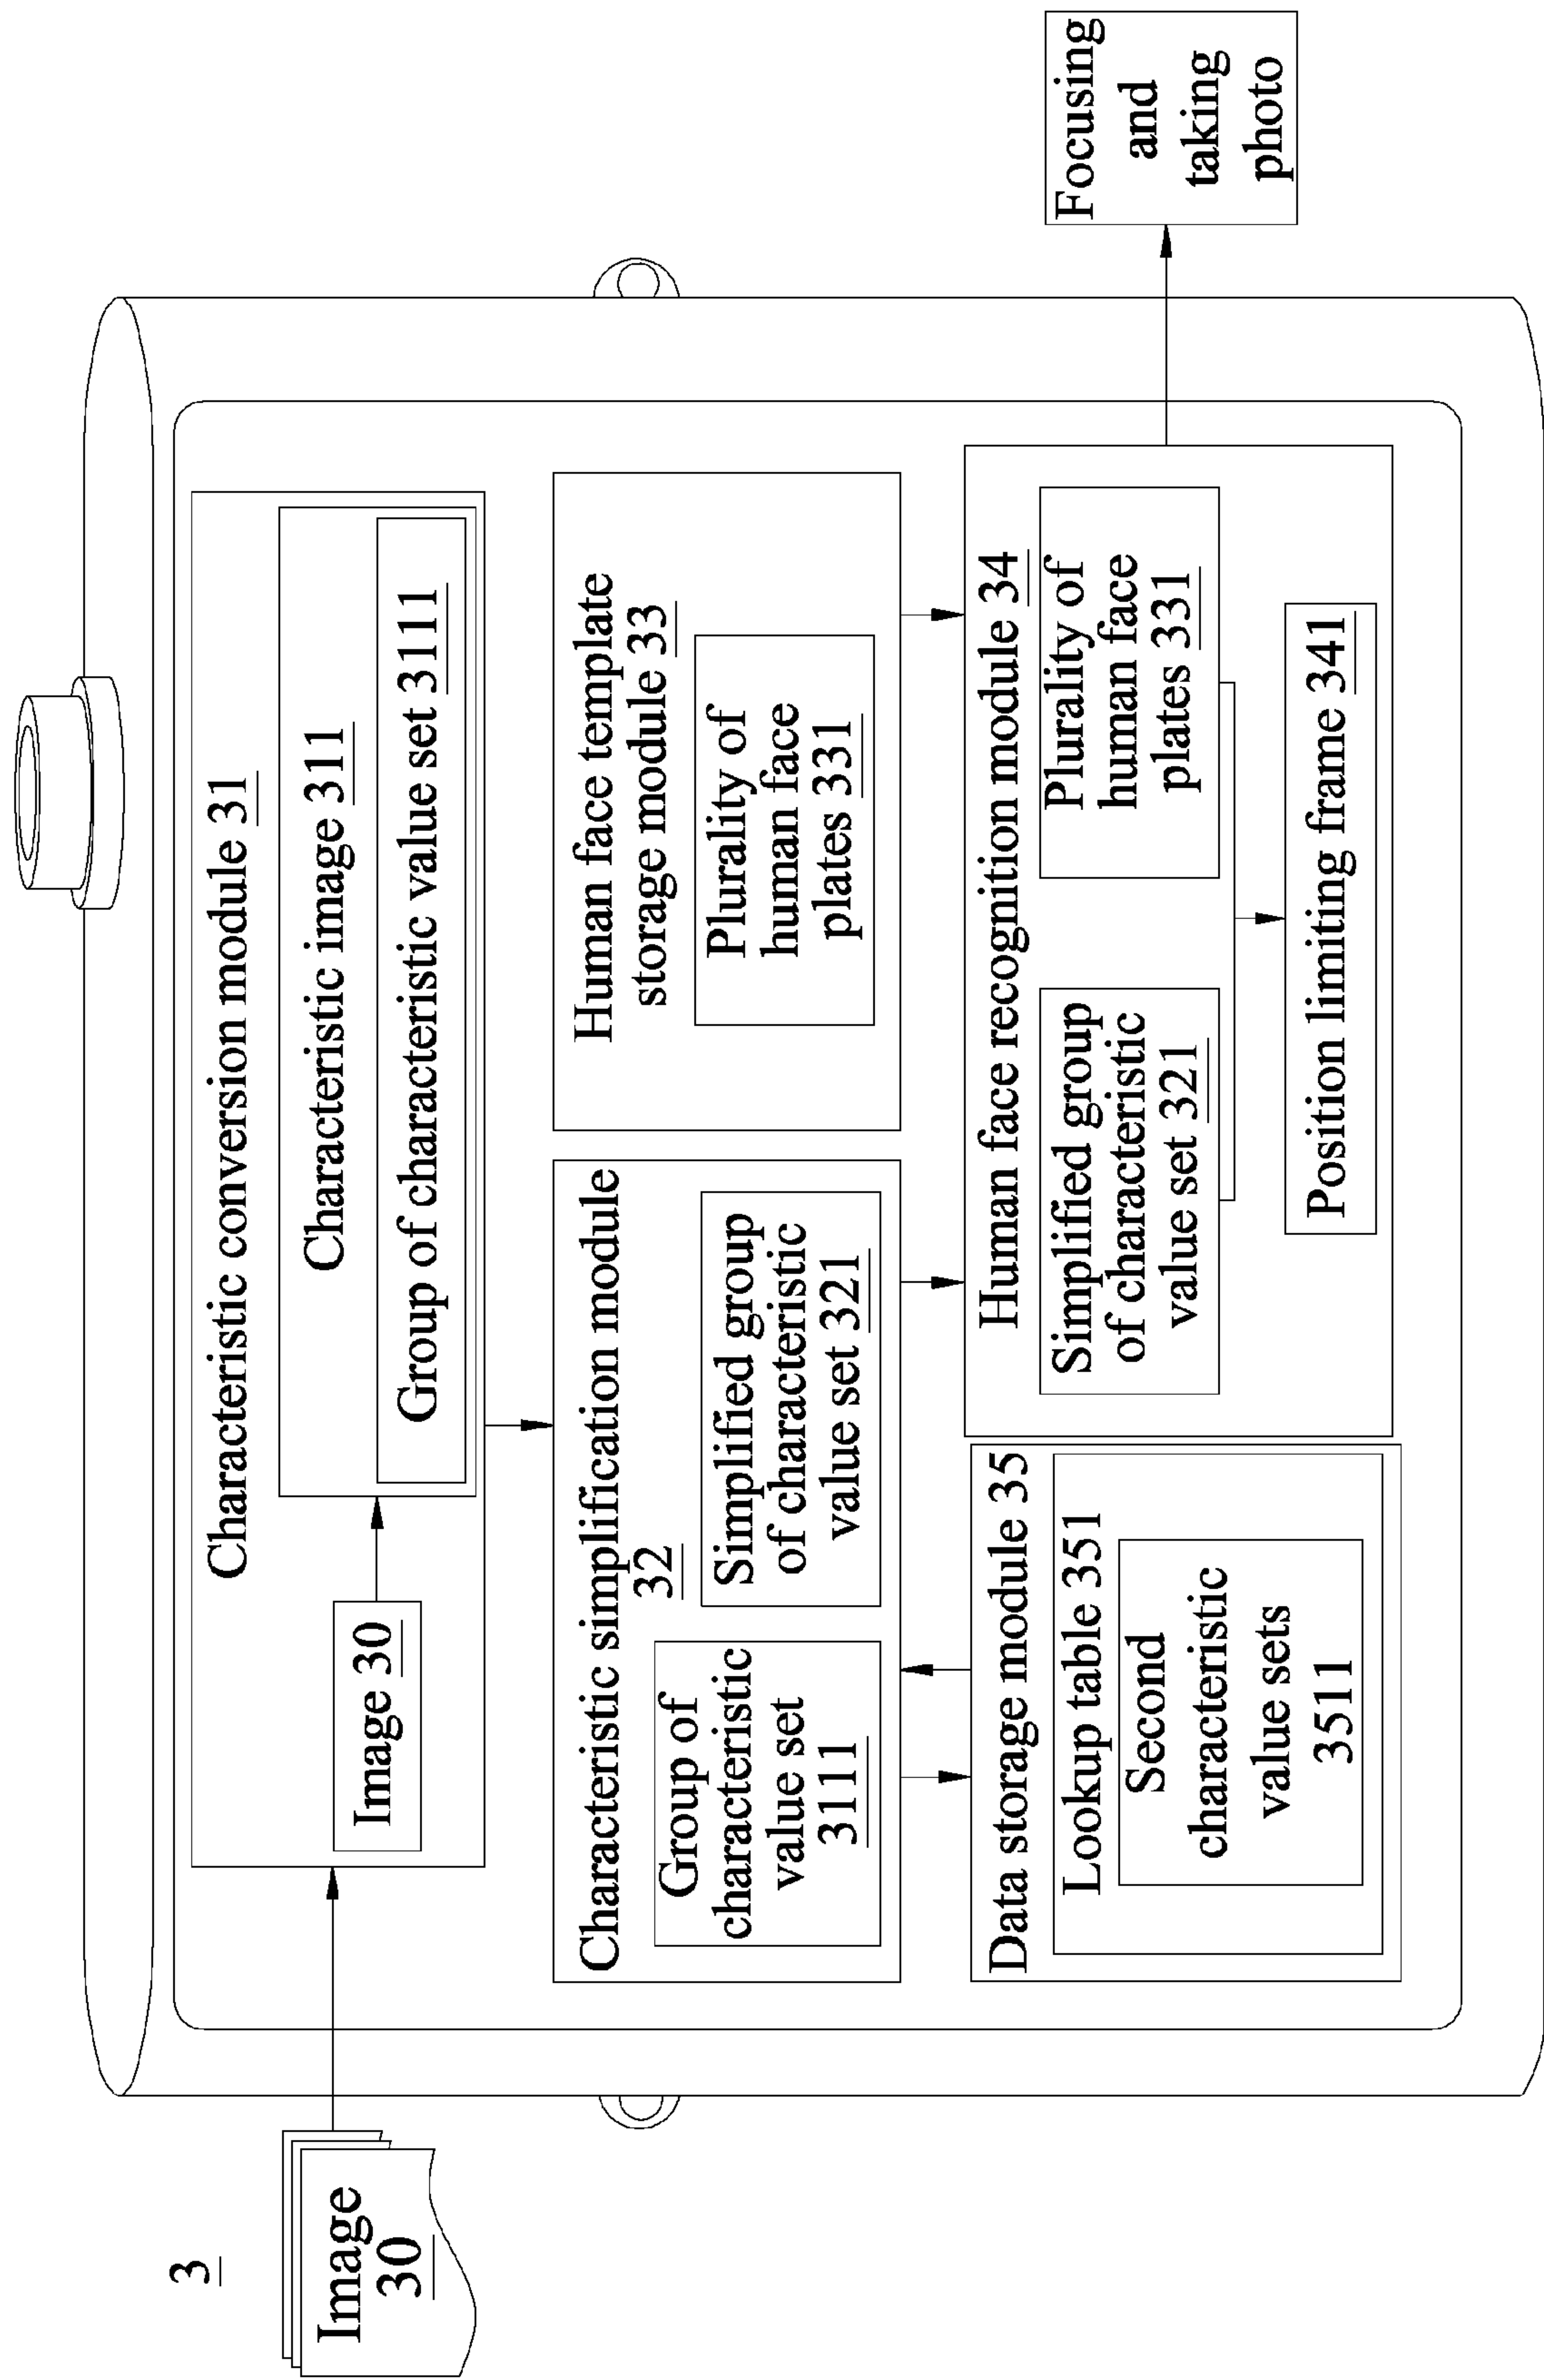 3
Image
30
Characteristic conversion module 31
Image 30
Characteristic image 311
Group of characteristic value set 3111
Characteristic simplification module
32
Group of
characteristic
value set
3111
Simplified group
of characteristic
value set 321
Human face template
storage module 33
Plurality of
human face
plates 331
Data storage module 35
Lookup table 351
Second
characteristic
value sets
3511
Human face recognition module 34
Simplified group
of characteristic
value set 321
Plurality of
human face
plates 331
Position limiting frame 341
Focusing
and
taking
photo